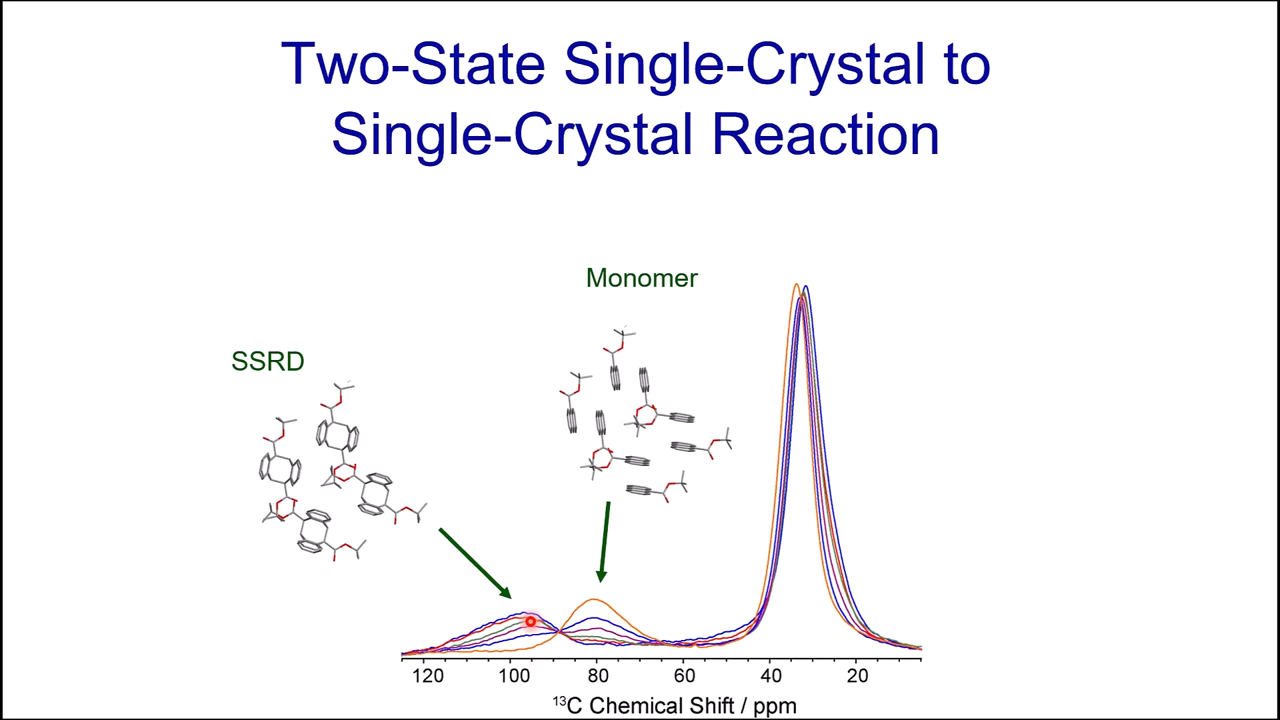 Two-State Single-Crystal to
Single-Crystal Reaction
Monomer
SSRD
120 100 80 60 40 20
¹³C Chemical Shift / ppm